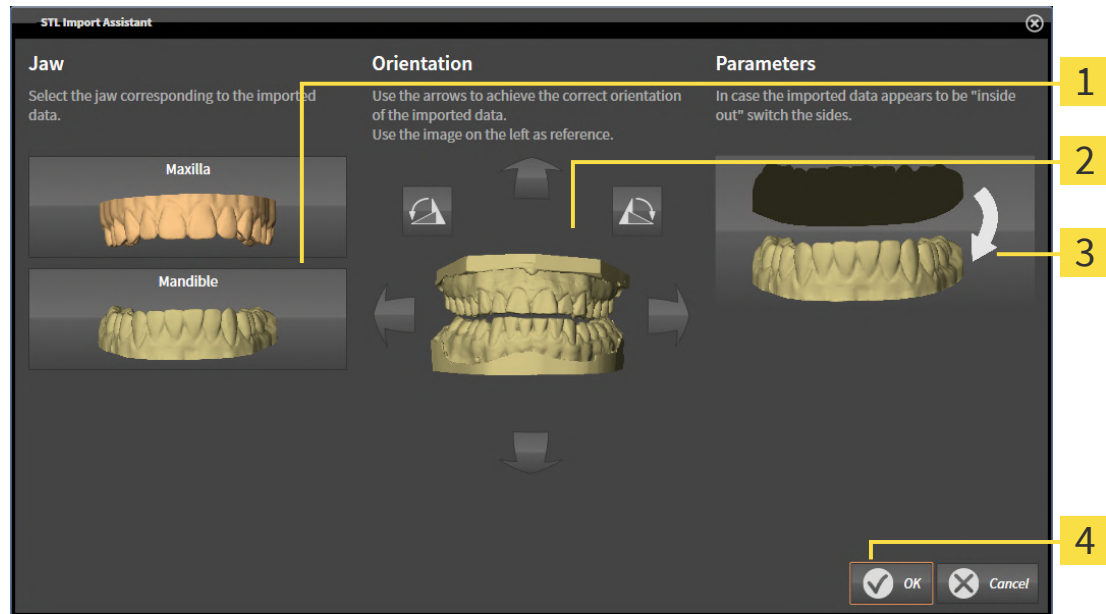 STL Import Assistant
Jaw
Select the jaw corresponding to the imported
data.
Maxilla
Mandible
Orientation
Use the arrows to achieve the correct orientation
of the imported data.
Use the image on the left as reference.
Parameters
In case the imported data appears to be "inside
out" switch the sides.
1
2
3
4
OK
Cancel